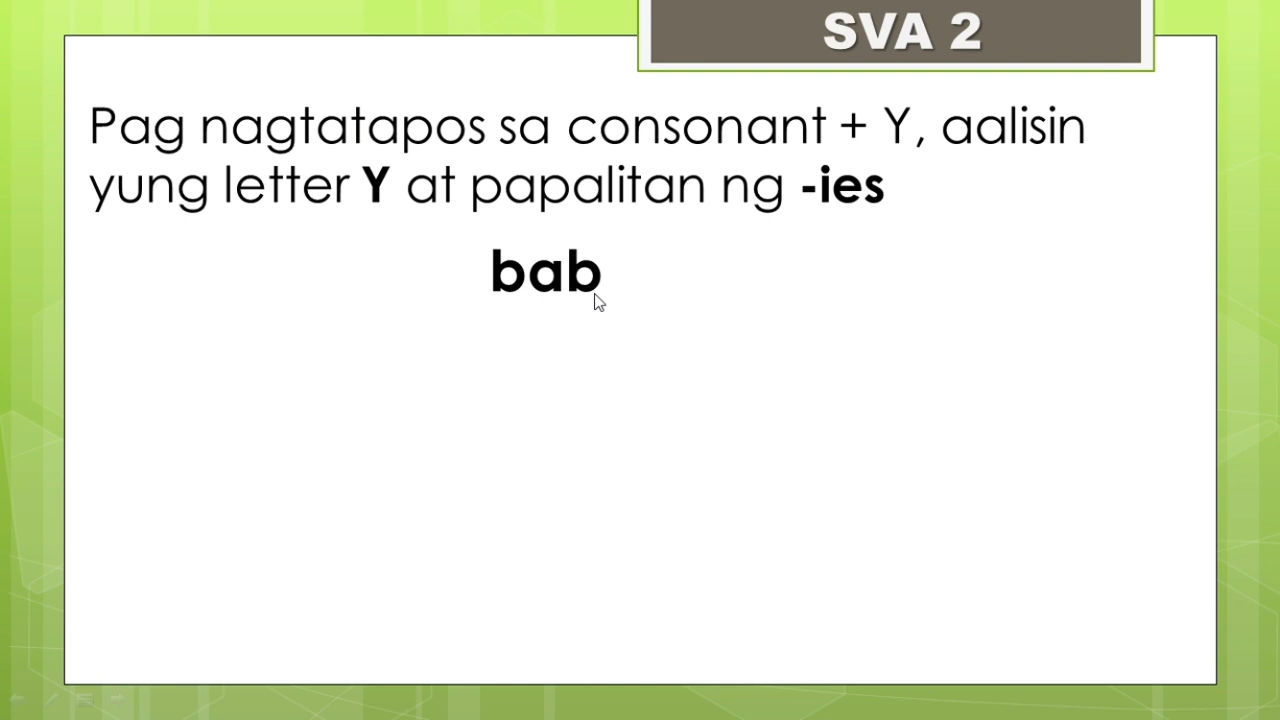 SVA 2
Pag nagtatapos sa consonant + Y, aalisin
yung letter Y at papalitan ng -ies
bab